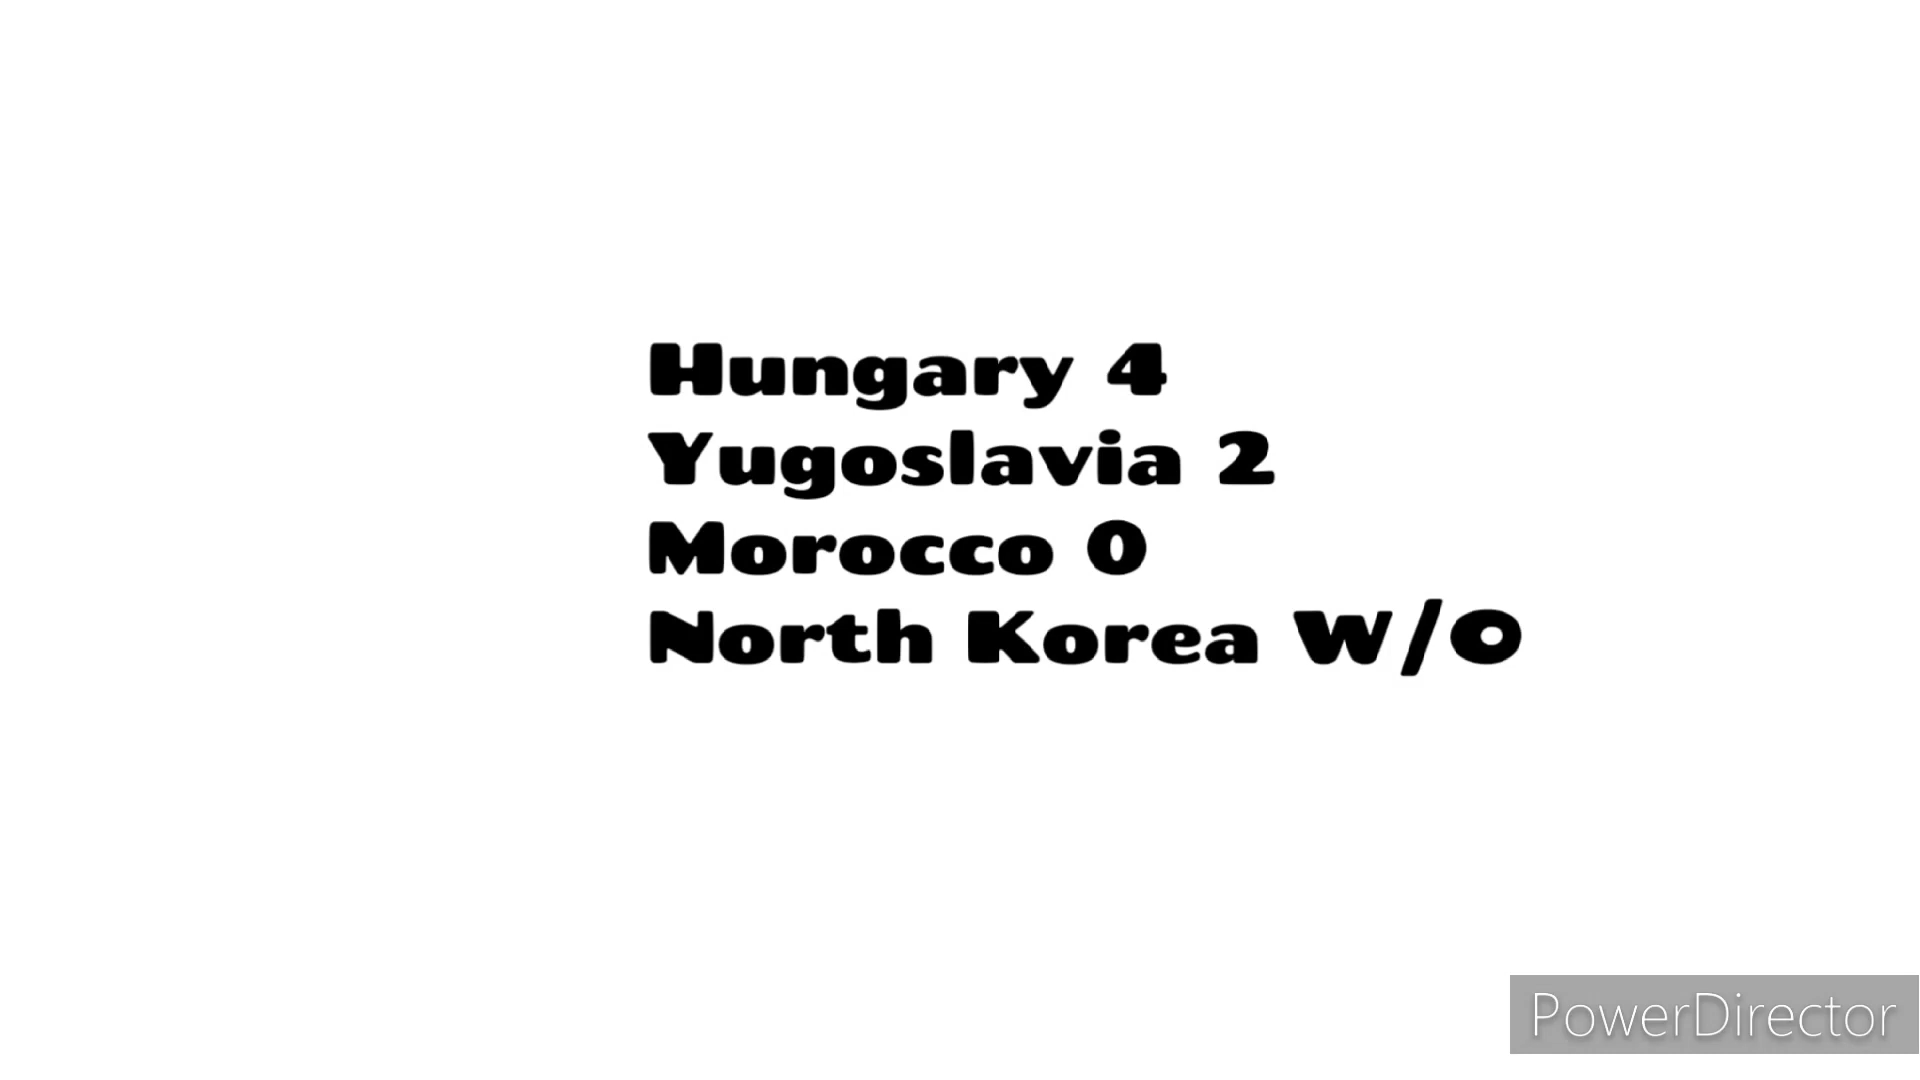 Hungary 4
Yugoslavia 2
Morocco 0
North Korea W/O
PowerDirector